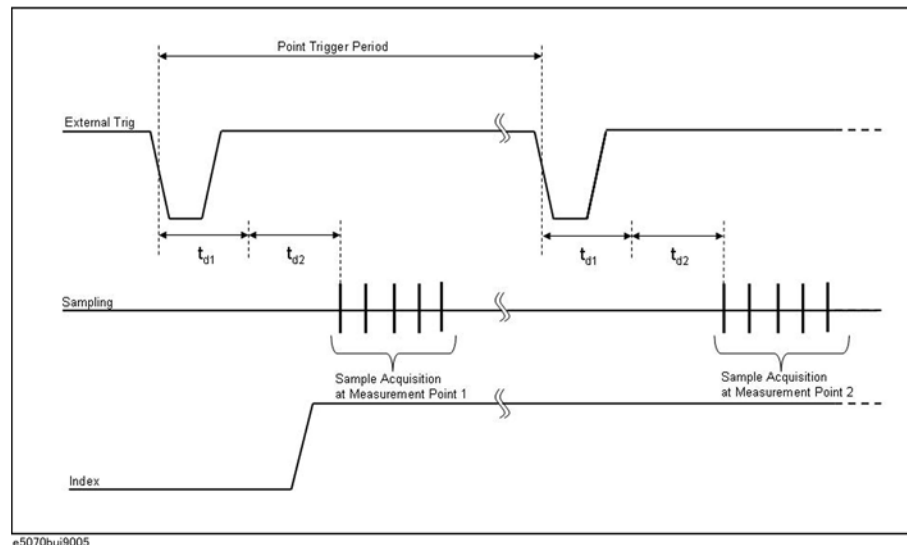 Point Trigger Period
External Trig
td1
td2
td1
td2
Sampling
Sample Acquisition
at Measurement Point 1
Sample Acquisition
at Measurement Point 2
Index
e5070buj9005